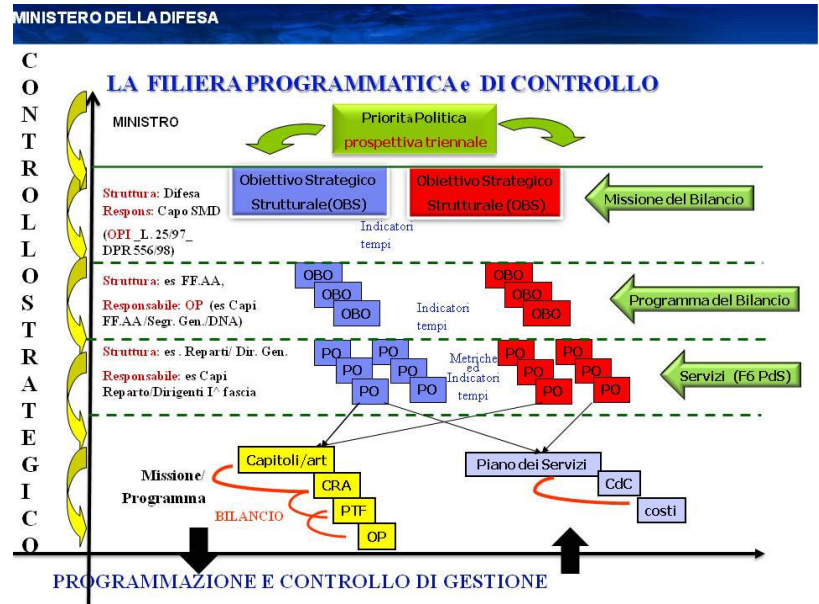 MINISTERO DELLA DIFESA
CONTROLLO STRATEGICO
LA FILIERA PROGRAMMATICA e DI CONTROLLO
MINISTRO
Priorità Politica
prospettiva triennale
Obiettivo Strategico
Strutturale(OBS)
Obiettivo Strategico
Strutturale (OBS)
Missione del Bilancio
Struttura: Difesa
Respons: Capo SMD
(OPI _L. 25/97_
DPR 556/98)
Indicatori
tempi
Struttura: es FF.AA,
Responsabile: OP (es Capi
FF.AA/Segr. Gen./DNA)
OBO
OBO
OBO
Indicatori
tempi
OBO
OBO
OBO
Programma del Bilancio
Struttura: es . Reparti/ Dir. Gen.
Responsabile: es Capi
Reparto/Dirigenti I^ fascia
PO
PO
PO
PO
PO
PO
Metriche
ed
Indicatori
tempi
PO
PO
PO
PO
PO
PO
Servizi (F6 PdS)
Missione/
Programma
BILANCIO
Capitoli/art
CRA
PTF
OP
Piano dei Servizi
CdC
costi
PROGRAMMAZIONE E CONTROLLO DI GESTIONE